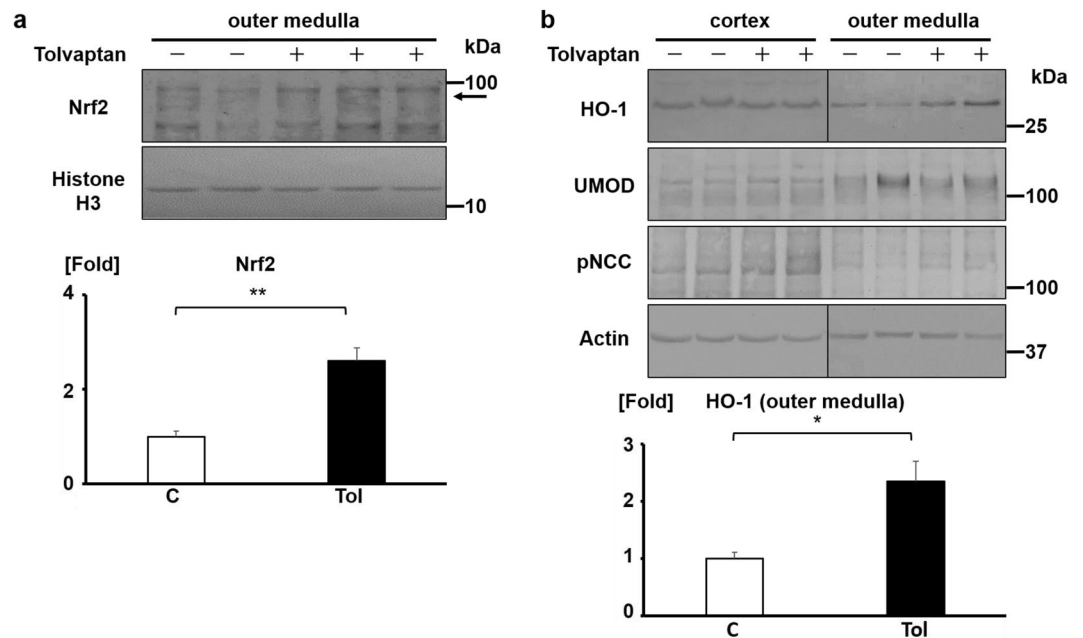 a
outer medulla
kDa
Tolvaptan − − + + +
Nrf2
100
Histone
H3
10
[Fold] Nrf2
**
4
2
0
C Tol
b
cortex outer medulla
Tolvaptan − − + + − − + +
kDa
HO-1
25
UMOD
100
pNCC
100
Actin
37
[Fold] HO-1 (outer medulla)
*
3
2
1
0
C Tol